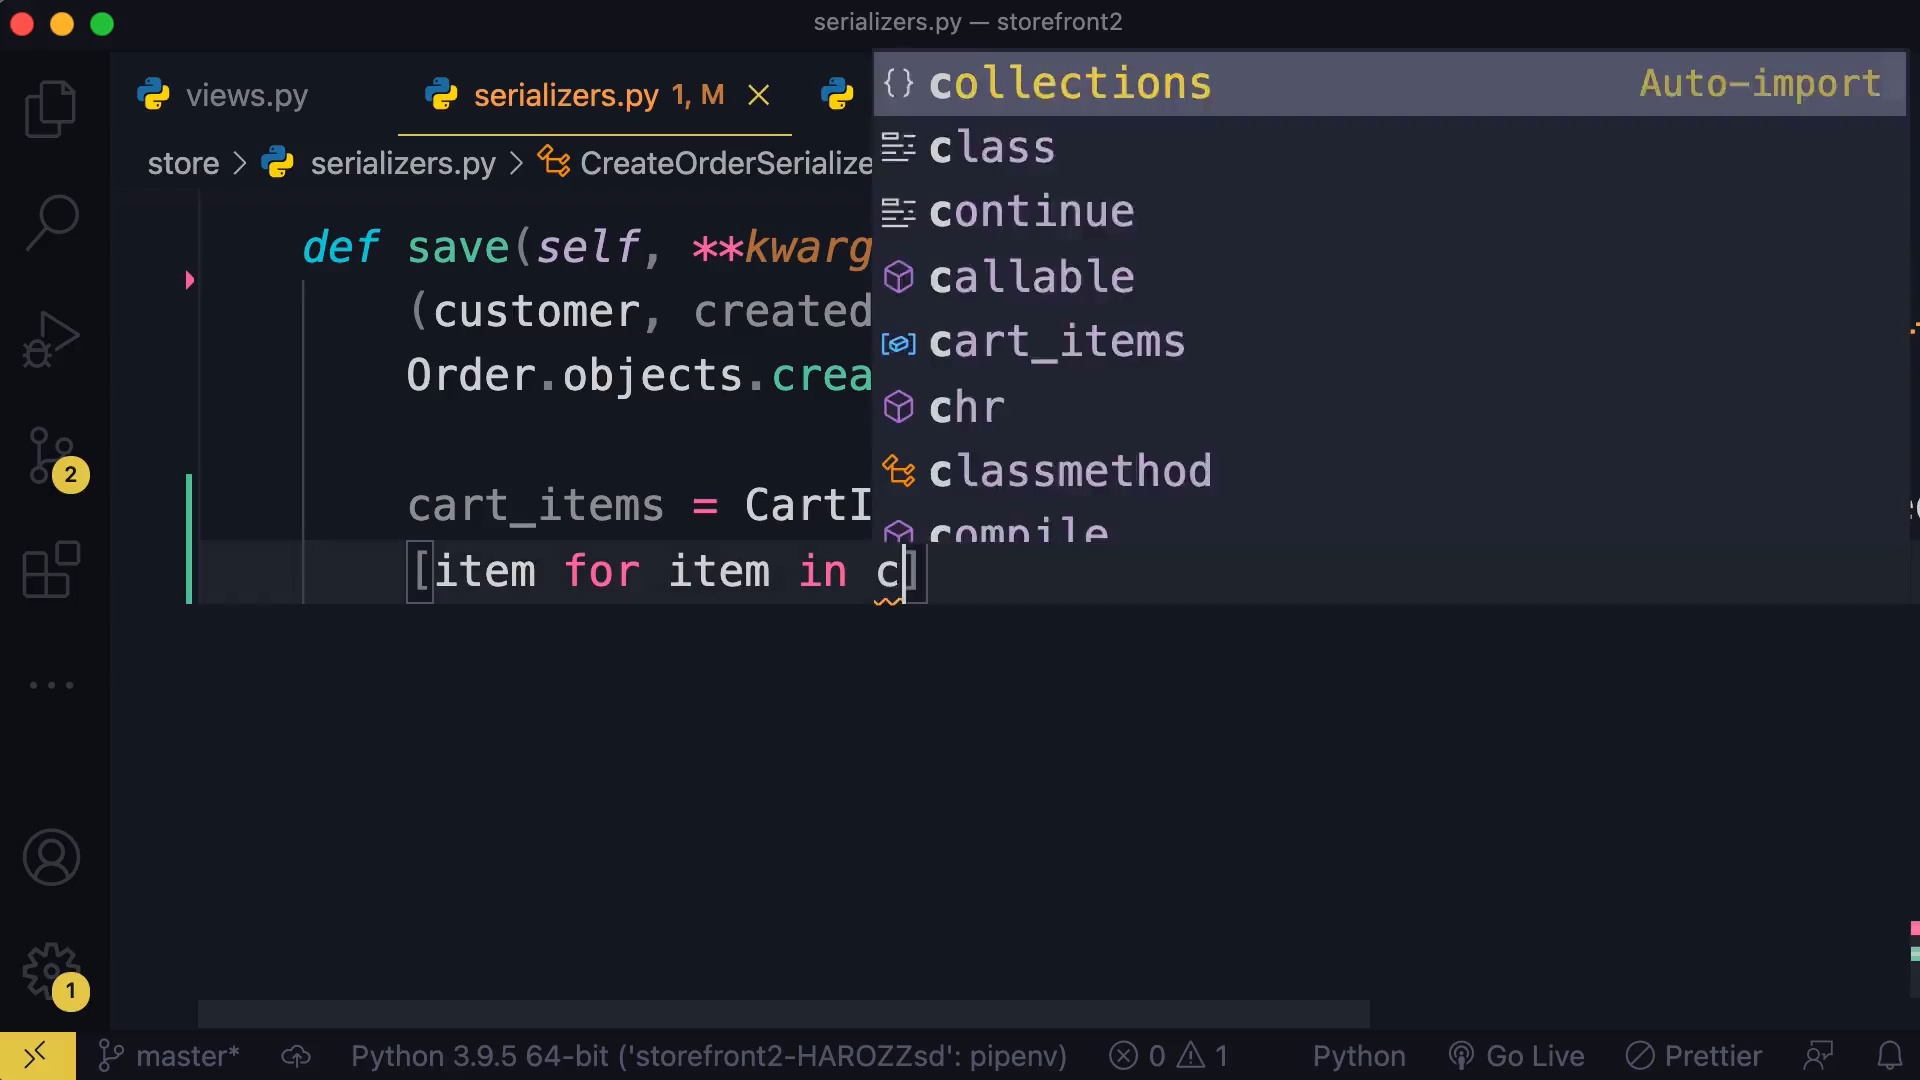 serializers.py — storefront2
views.py
serializers.py 1, M
store > serializers.py > CreateOrderSerialize
def save(self, **kwarg
(customer, created
Order.objects.crea
cart_items = CartI
[item for item in c]
collections Auto-import
class
continue
callable
cart_items
chr
classmethod
compile
2
1
master*
Python 3.9.5 64-bit ('storefront2-HAROZZsd': pipenv)
0 1
Python
Go Live
Prettier